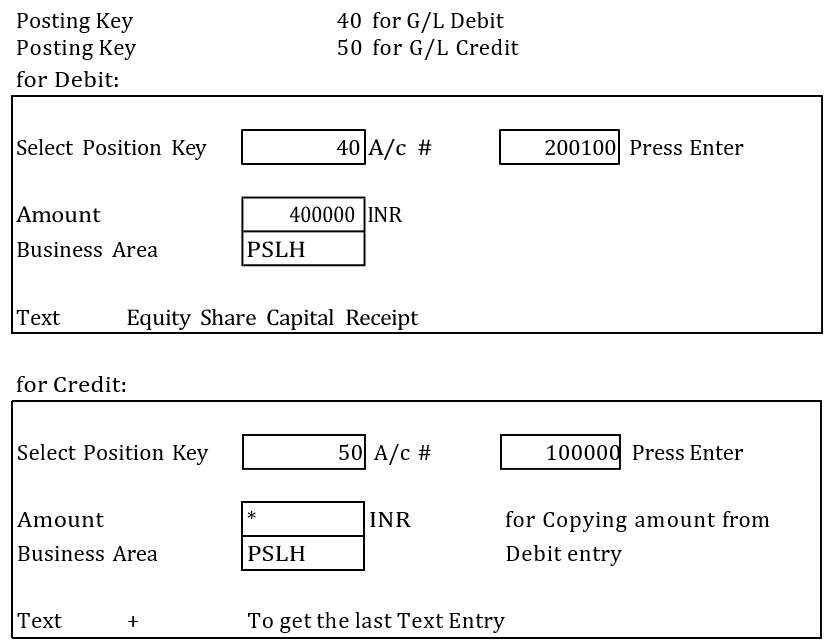 Posting Key 40 for G/L Debit
Posting Key 50 for G/L Credit
for Debit:
Select Position Key 40 A/c # 200100 Press Enter
Amount 400000 INR
Business Area PSLH
Text Equity Share Capital Receipt
for Credit:
Select Position Key 50 A/c # 100000 Press Enter
Amount * INR for Copying amount from
Business Area PSLH Debit entry
Text + To get the last Text Entry